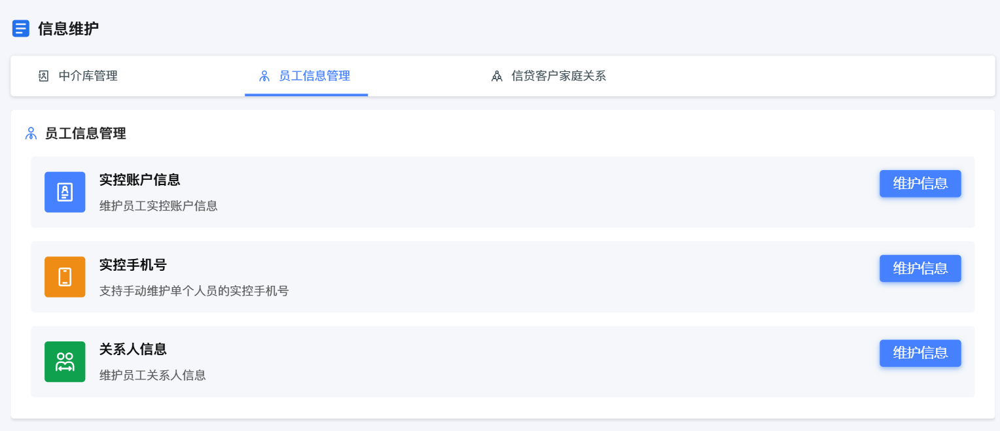 信息维护
中介库管理
员工信息管理
信贷客户家庭关系
员工信息管理
实控账户信息
维护员工实控账户信息
维护信息
实控手机号
支持手动维护单个人员的实控手机号
维护信息
关系人信息
维护员工关系人信息
维护信息